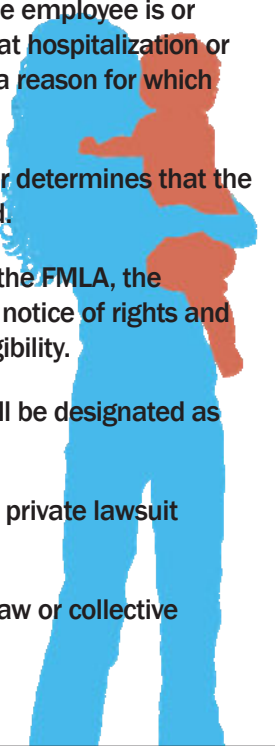 e employee is or
at hospitalization or
a reason for which
r determines that the
d.
the FMLA, the
notice of rights and
gibility.
ll be designated as
private lawsuit
aw or collective